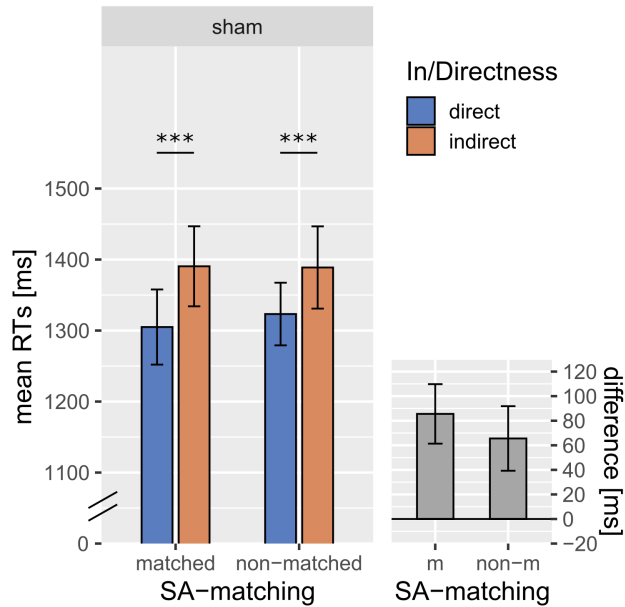 sham
In/Directness
direct
indirect
*** ***
1500
1400
1300
1200
1100
0
mean RTs [ms]
matched non−matched
SA−matching
120
100
80
60
40
20
0
−20
difference [ms]
m non−m
SA−matching